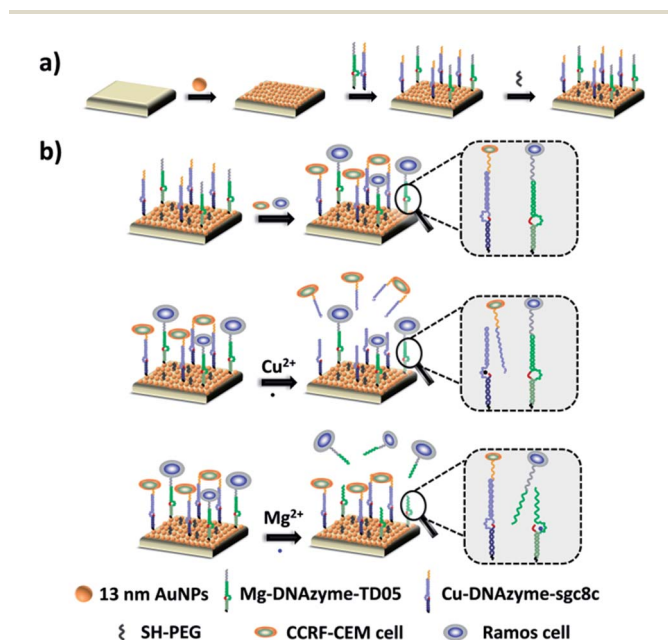 a)
b)
Cu²⁺
Mg²⁺
13 nm AuNPs Mg-DNAzyme-TD05 Cu-DNAzyme-sgc8c
SH-PEG CCRF-CEM cell Ramos cell